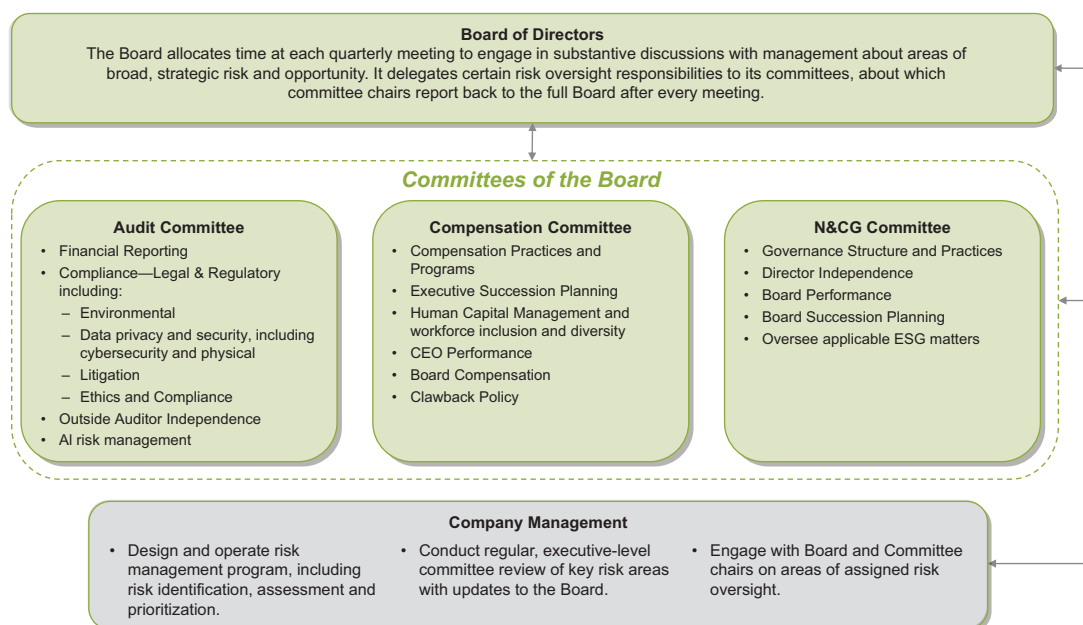 Board of Directors
The Board allocates time at each quarterly meeting to engage in substantive discussions with management about areas of
broad, strategic risk and opportunity. It delegates certain risk oversight responsibilities to its committees, about which
committee chairs report back to the full Board after every meeting.
Committees of the Board
Audit Committee
• Financial Reporting
• Compliance—Legal & Regulatory
including:
– Environmental
– Data privacy and security, including
cybersecurity and physical
– Litigation
– Ethics and Compliance
• Outside Auditor Independence
• AI risk management
Compensation Committee
• Compensation Practices and
Programs
• Executive Succession Planning
• Human Capital Management and
workforce inclusion and diversity
• CEO Performance
• Board Compensation
• Clawback Policy
N&CG Committee
• Governance Structure and Practices
• Director Independence
• Board Performance
• Board Succession Planning
• Oversee applicable ESG matters
Company Management
• Design and operate risk
management program, including
risk identification, assessment and
prioritization.
• Conduct regular, executive-level
committee review of key risk areas
with updates to the Board.
• Engage with Board and Committee
chairs on areas of assigned risk
oversight.